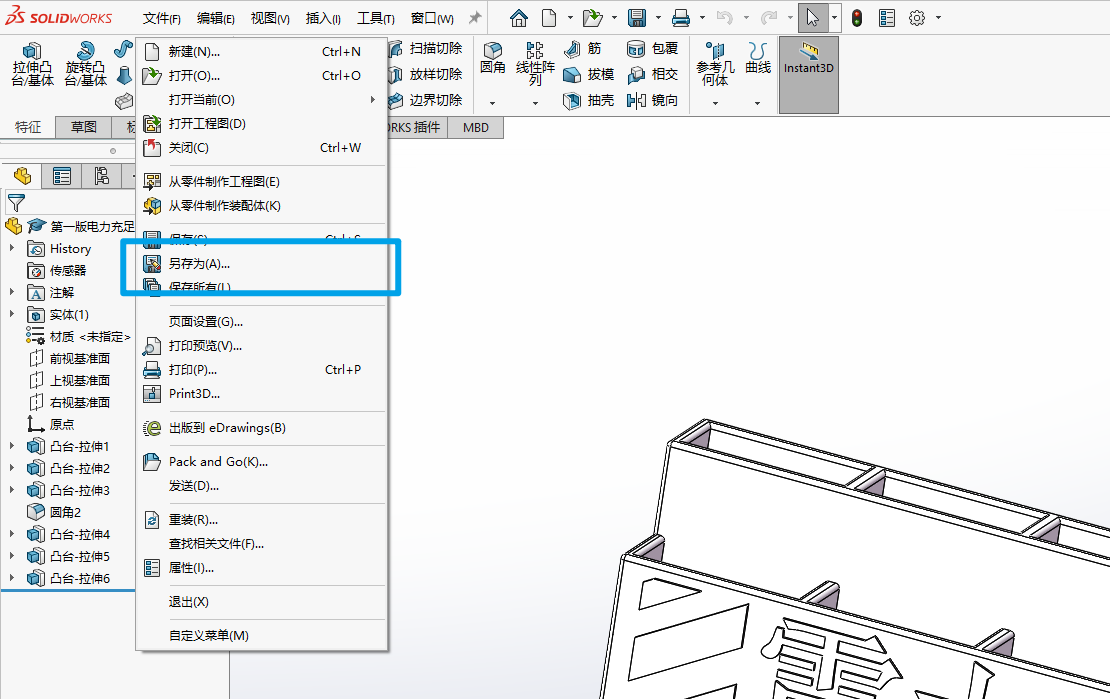 SOLIDWORKS
文件(F) 编辑(E) 视图(V) 插入(I) 工具(T) 窗口(W)
拉伸凸台/基体
旋转凸台/基体
扫描切除
放样切除
边界切除
圆角
线性阵列
筋
拔模
抽壳
包覆
相交
镜向
参考几何体
曲线
Instant3D
特征 草图
RKS 插件 MBD
新建(N)... Ctrl+N
打开(O)... Ctrl+O
打开当前(O)
打开工程图(D)
关闭(C) Ctrl+W
从零件制作工程图(E)
从零件制作装配体(K)
保存(S) Ctrl+S
另存为(A)...
保存所有(L)
页面设置(G)...
打印预览(V)...
打印(P)... Ctrl+P
Print3D...
出版到 eDrawings(B)
Pack and Go(K)...
发送(D)...
重装(R)...
查找相关文件(F)...
属性(I)...
退出(X)
自定义菜单(M)
第一版电力充足
History
传感器
注解
实体(1)
材质 <未指定>
前视基准面
上视基准面
右视基准面
原点
凸台-拉伸1
凸台-拉伸2
凸台-拉伸3
圆角2
凸台-拉伸4
凸台-拉伸5
凸台-拉伸6